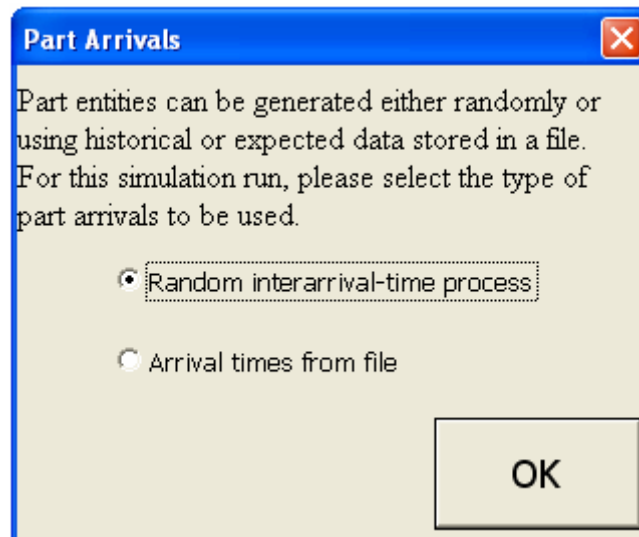 Part Arrivals
Part entities can be generated either randomly or
using historical or expected data stored in a file.
For this simulation run, please select the type of
part arrivals to be used.
Random interarrival-time process
Arrival times from file
OK